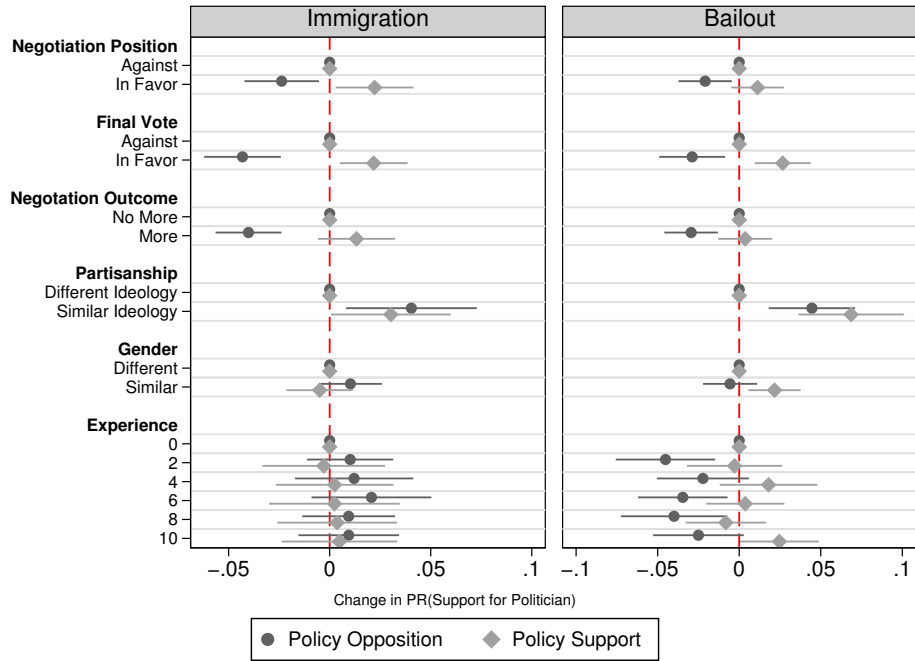 Immigration Bailout
Negotiation Position
Against
In Favor
Final Vote
Against
In Favor
Negotation Outcome
No More
More
Partisanship
Different Ideology
Similar Ideology
Gender
Different
Similar
Experience
0
2
4
6
8
10
−.05 0 .05 .1 −.1 −.05 0 .05 .1
Change in PR(Support for Politician)
Policy Opposition Policy Support